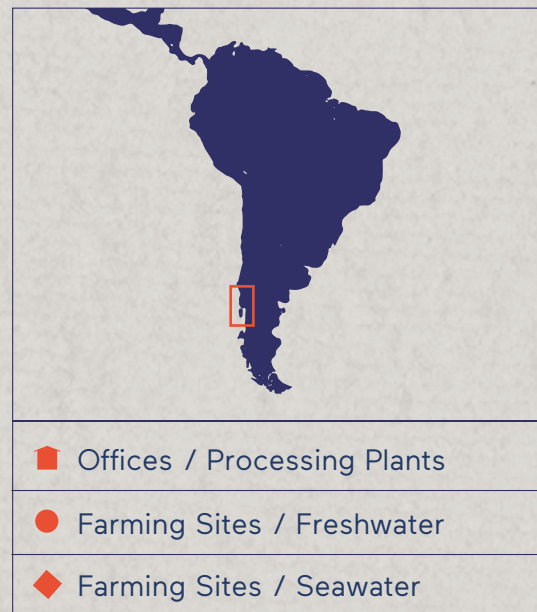 Offices / Processing Plants
Farming Sites / Freshwater
Farming Sites / Seawater